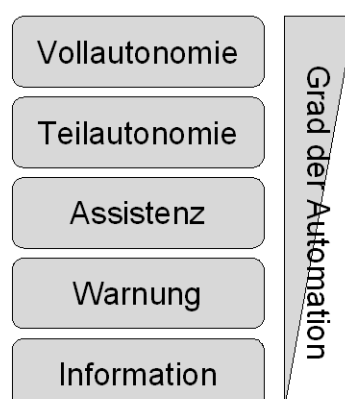 Vollautonomie
Teilautonomie
Assistenz
Warnung
Information
Grad der Automation